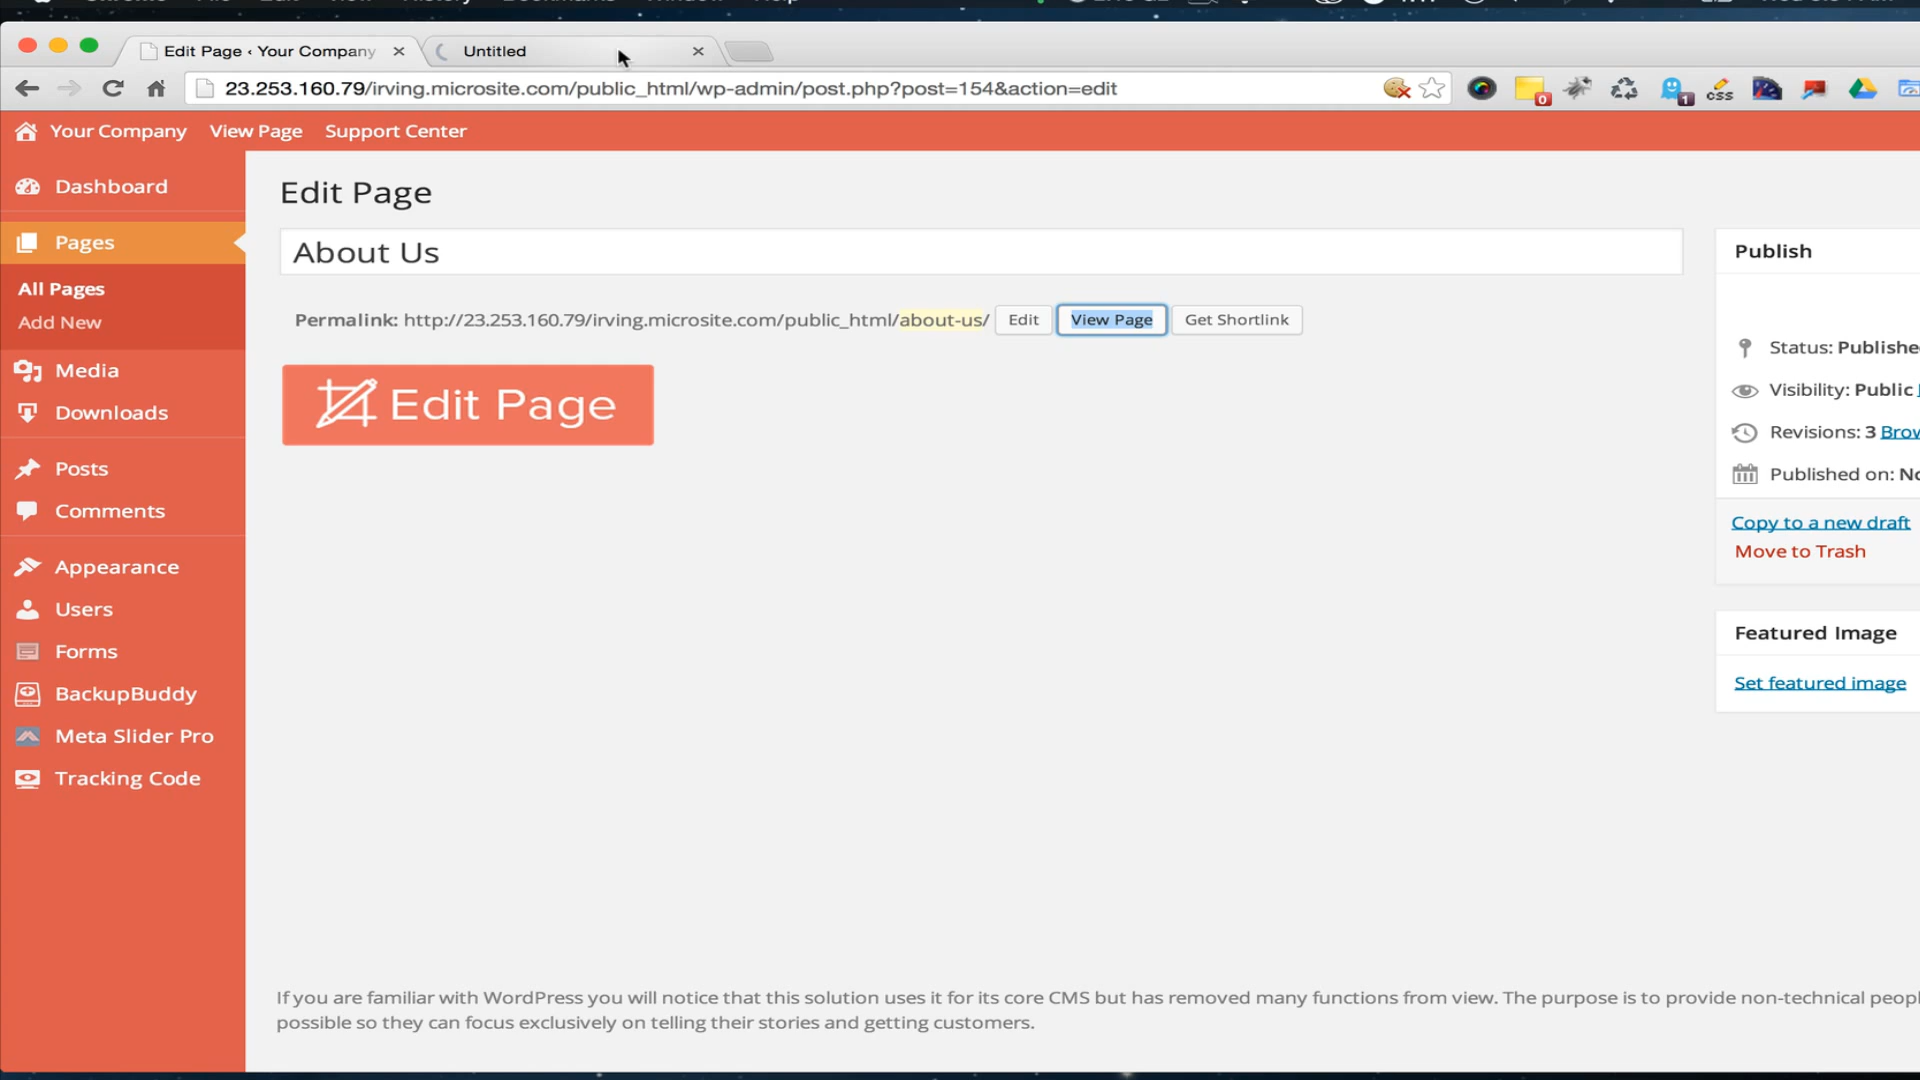 Edit Page ‹ Your Company
Untitled
23.253.160.79/irving.microsite.com/public_html/wp-admin/post.php?post=154&action=edit
0
1
css
Your Company
View Page
Support Center
Dashboard
Pages
All Pages
Add New
Media
Downloads
Posts
Comments
Appearance
Users
Forms
BackupBuddy
Meta Slider Pro
Tracking Code
Edit Page
About Us
Permalink: http://23.253.160.79/irving.microsite.com/public_html/about-us/
Edit
View Page
Get Shortlink
Edit Page
Publish
Status: Publishe
Visibility: Public
Revisions: 3 Brow
Published on: No
Copy to a new draft
Move to Trash
Featured Image
Set featured image
If you are familiar with WordPress you will notice that this solution uses it for its core CMS but has removed many functions from view. The purpose is to provide non-technical peopl
possible so they can focus exclusively on telling their stories and getting customers.